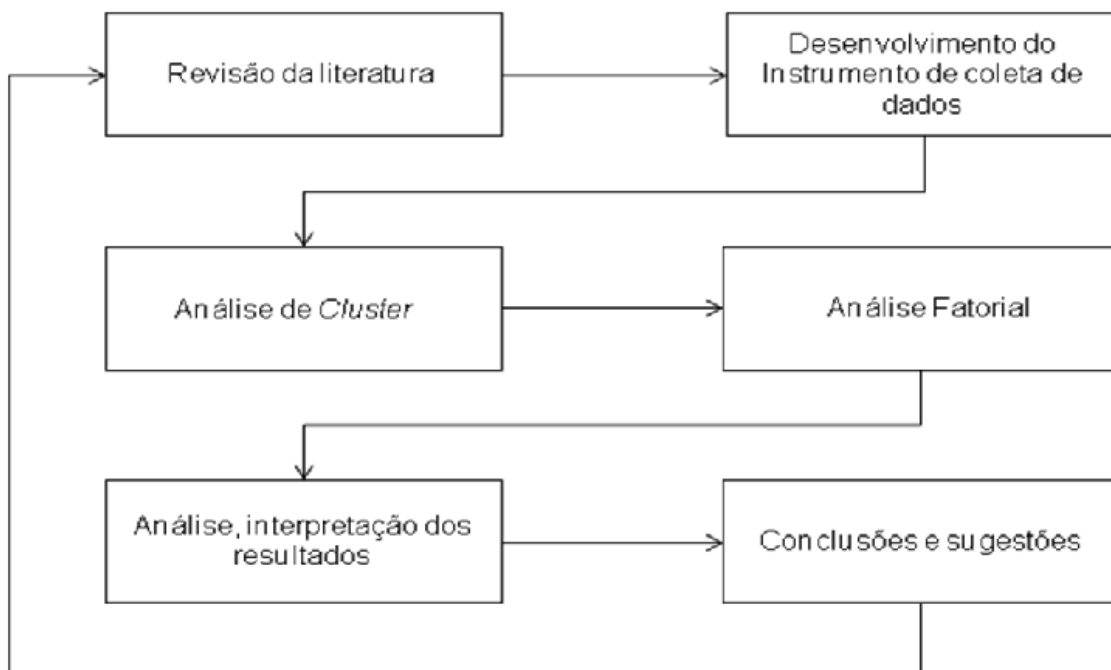 Revisão da literatura
Desenvolvimento do
Instrumento de coleta de
dados
Análise de Cluster
Análise Fatorial
Análise, interpretação dos
resultados
Conclusões e sugestões